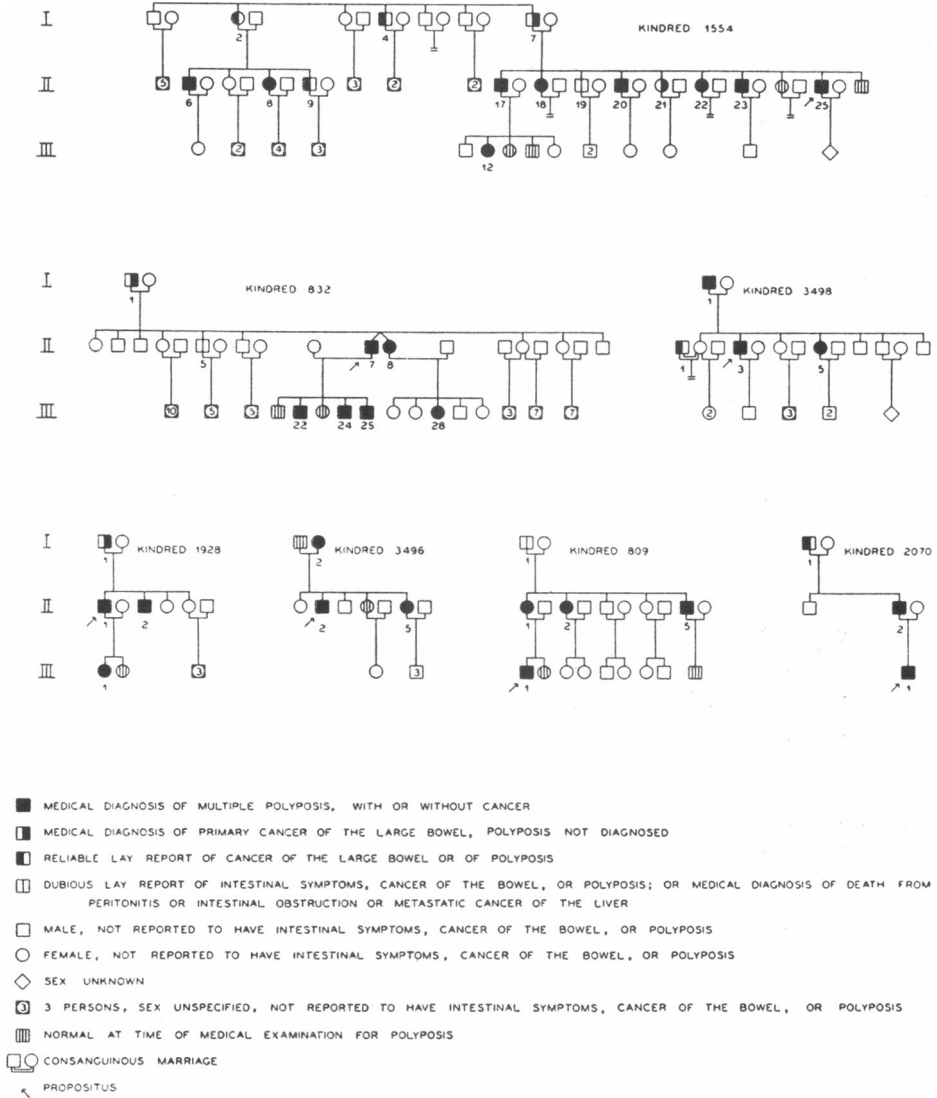 I
KINDRED 1554
2 4 7
II
5 3 2 2
6 8 9 17 18 19 20 21 22 23 25
III
2 4 3 2
12
I
1 KINDRED 832 1 KINDRED 3498
II
5 7 8 1 3 5
III
10 5 5 3 7 7 2 3 2
22 24 25 28
I
1 KINDRED 1928 2 KINDRED 3496 1 KINDRED 809 1 KINDRED 2070
II
1 2 2 5 1 2 5 2
III
3 3
1 1 1
MEDICAL DIAGNOSIS OF MULTIPLE POLYPOSIS, WITH OR WITHOUT CANCER
MEDICAL DIAGNOSIS OF PRIMARY CANCER OF THE LARGE BOWEL, POLYPOSIS NOT DIAGNOSED
RELIABLE LAY REPORT OF CANCER OF THE LARGE BOWEL OR OF POLYPOSIS
DUBIOUS LAY REPORT OF INTESTINAL SYMPTOMS, CANCER OF THE BOWEL, OR POLYPOSIS; OR MEDICAL DIAGNOSIS OF DEATH FROM
PERITONITIS OR INTESTINAL OBSTRUCTION OR METASTATIC CANCER OF THE LIVER
MALE, NOT REPORTED TO HAVE INTESTINAL SYMPTOMS, CANCER OF THE BOWEL, OR POLYPOSIS
FEMALE, NOT REPORTED TO HAVE INTESTINAL SYMPTOMS, CANCER OF THE BOWEL, OR POLYPOSIS
SEX UNKNOWN
3 3 PERSONS, SEX UNSPECIFIED, NOT REPORTED TO HAVE INTESTINAL SYMPTOMS, CANCER OF THE BOWEL, OR POLYPOSIS
NORMAL AT TIME OF MEDICAL EXAMINATION FOR POLYPOSIS
CONSANGUINOUS MARRIAGE
PROPOSITUS